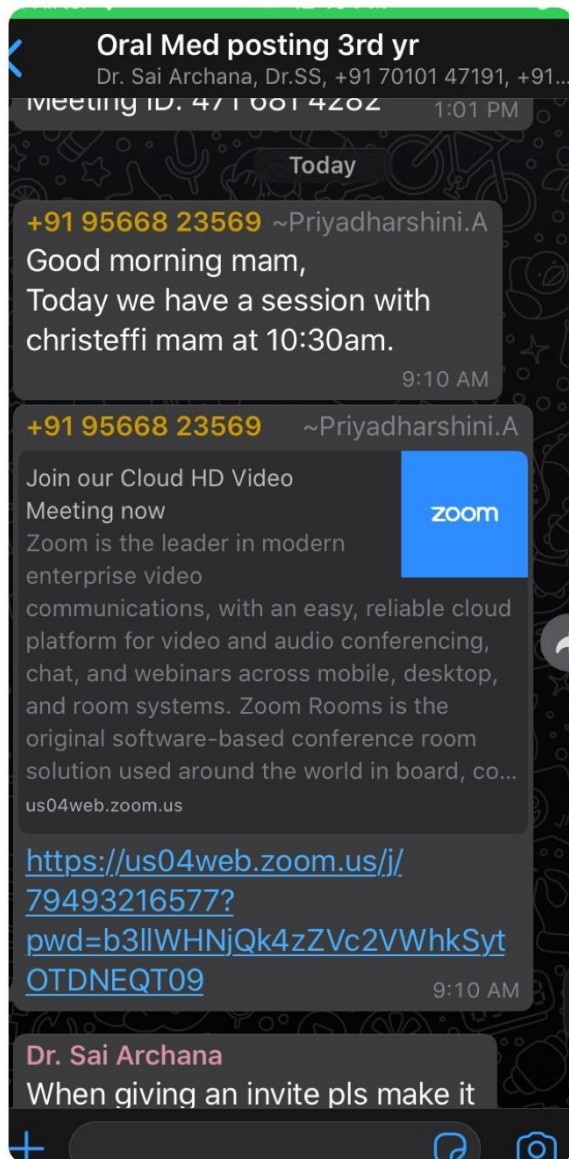 Oral Med posting 3rd yr
Dr. Sai Archana, Dr.SS, +91 70101 47191, +91...
Meeting ID: 471 681 4282
1:01 PM
Today
+91 95668 23569 ~Priyadharshini.A
Good morning mam,
Today we have a session with
christeffi mam at 10:30am.
9:10 AM
+91 95668 23569 ~Priyadharshini.A
Join our Cloud HD Video
Meeting now
zoom
Zoom is the leader in modern
enterprise video
communications, with an easy, reliable cloud
platform for video and audio conferencing,
chat, and webinars across mobile, desktop,
and room systems. Zoom Rooms is the
original software-based conference room
solution used around the world in board, co...
us04web.zoom.us
https://us04web.zoom.us/j/
79493216577?
pwd=b3llWHNjQk4zZVc2VWhkSyt
OTDNEQT09
9:10 AM
Dr. Sai Archana
When giving an invite pls make it